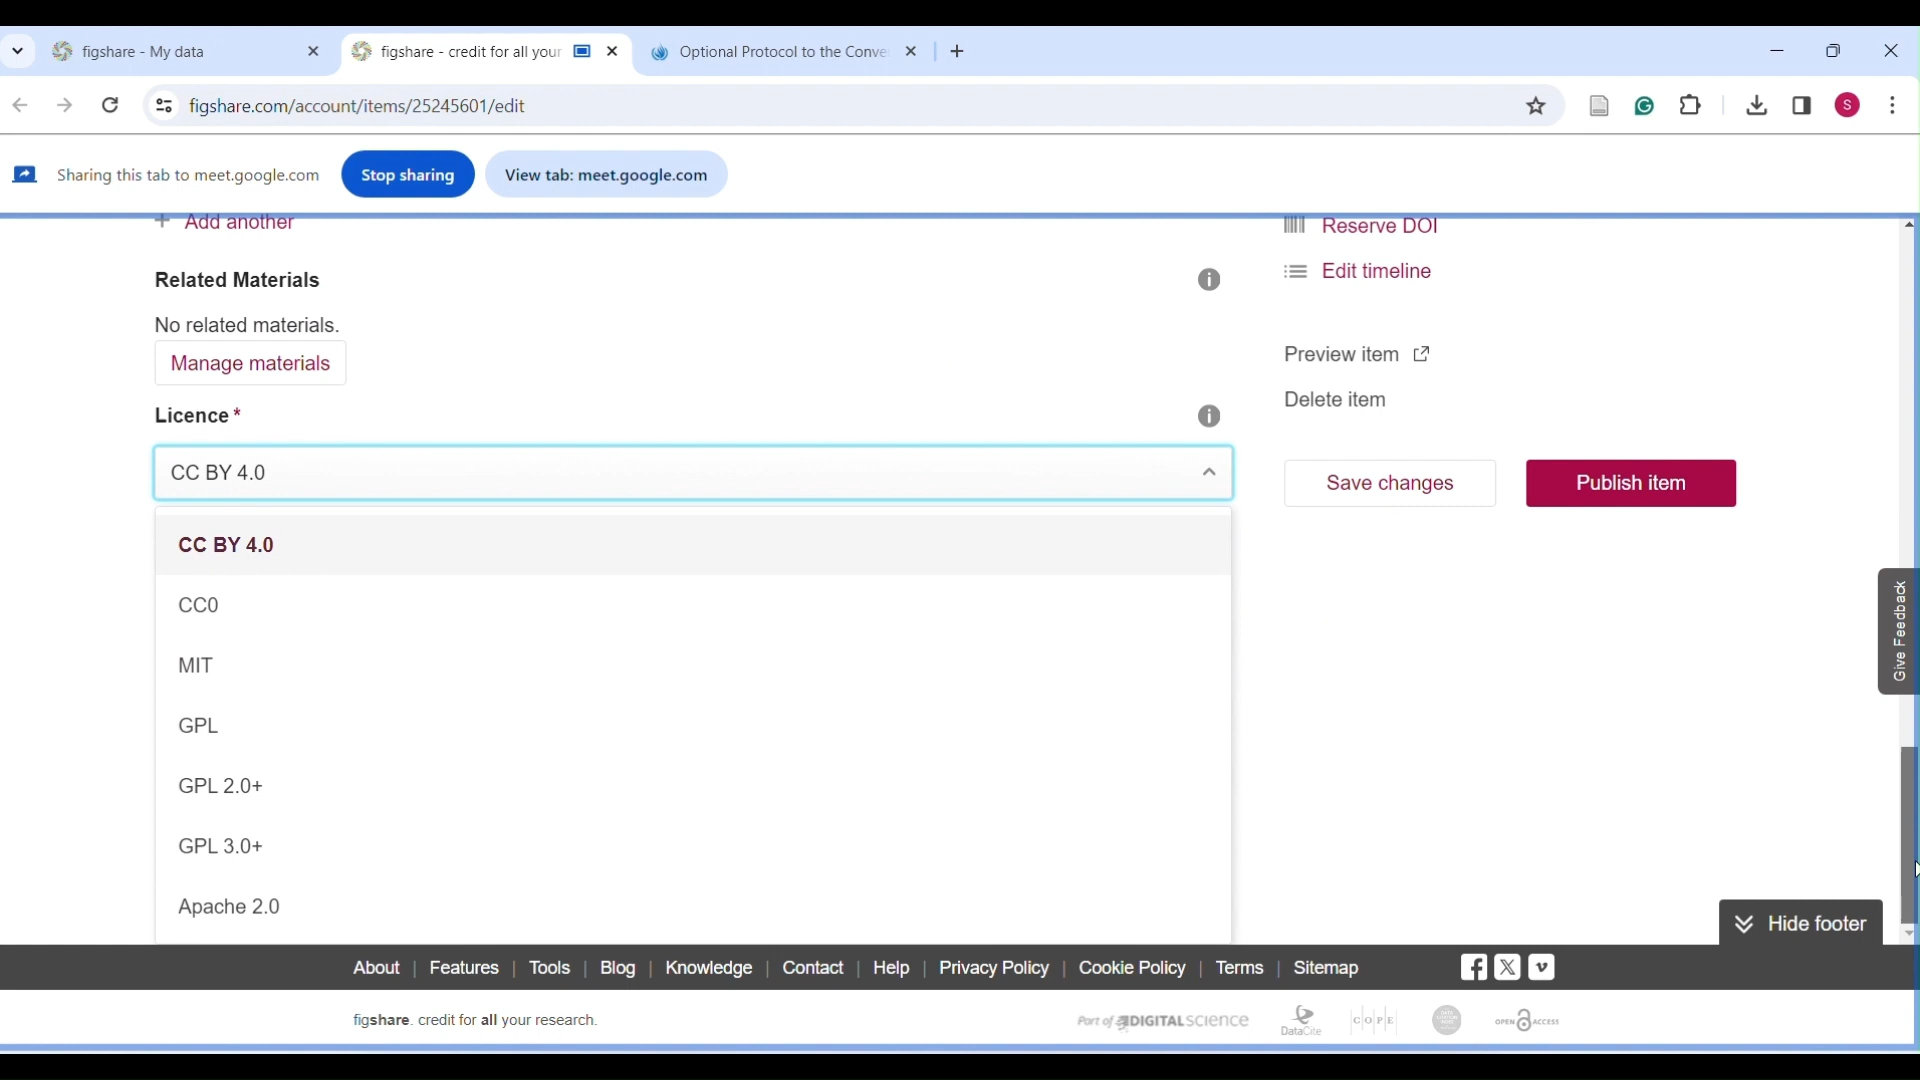 figshare - My data
figshare - credit for all your
Optional Protocol to the Conve
figshare.com/account/items/25245601/edit
S
Sharing this tab to meet.google.com
Stop sharing
View tab: meet.google.com
+ Add another
Reserve DOI
Related Materials
Edit timeline
No related materials.
Manage materials
Preview item
Delete item
Licence *
CC BY 4.0
Save changes
Publish item
CC BY 4.0
CC0
MIT
GPL
GPL 2.0+
GPL 3.0+
Apache 2.0
Give Feedback
Hide footer
About | Features | Tools | Blog | Knowledge | Contact | Help | Privacy Policy | Cookie Policy | Terms | Sitemap
figshare. credit for all your research.
Part of DIGITAL SCIENCE
DataCite
C O P E
OPEN ACCESS